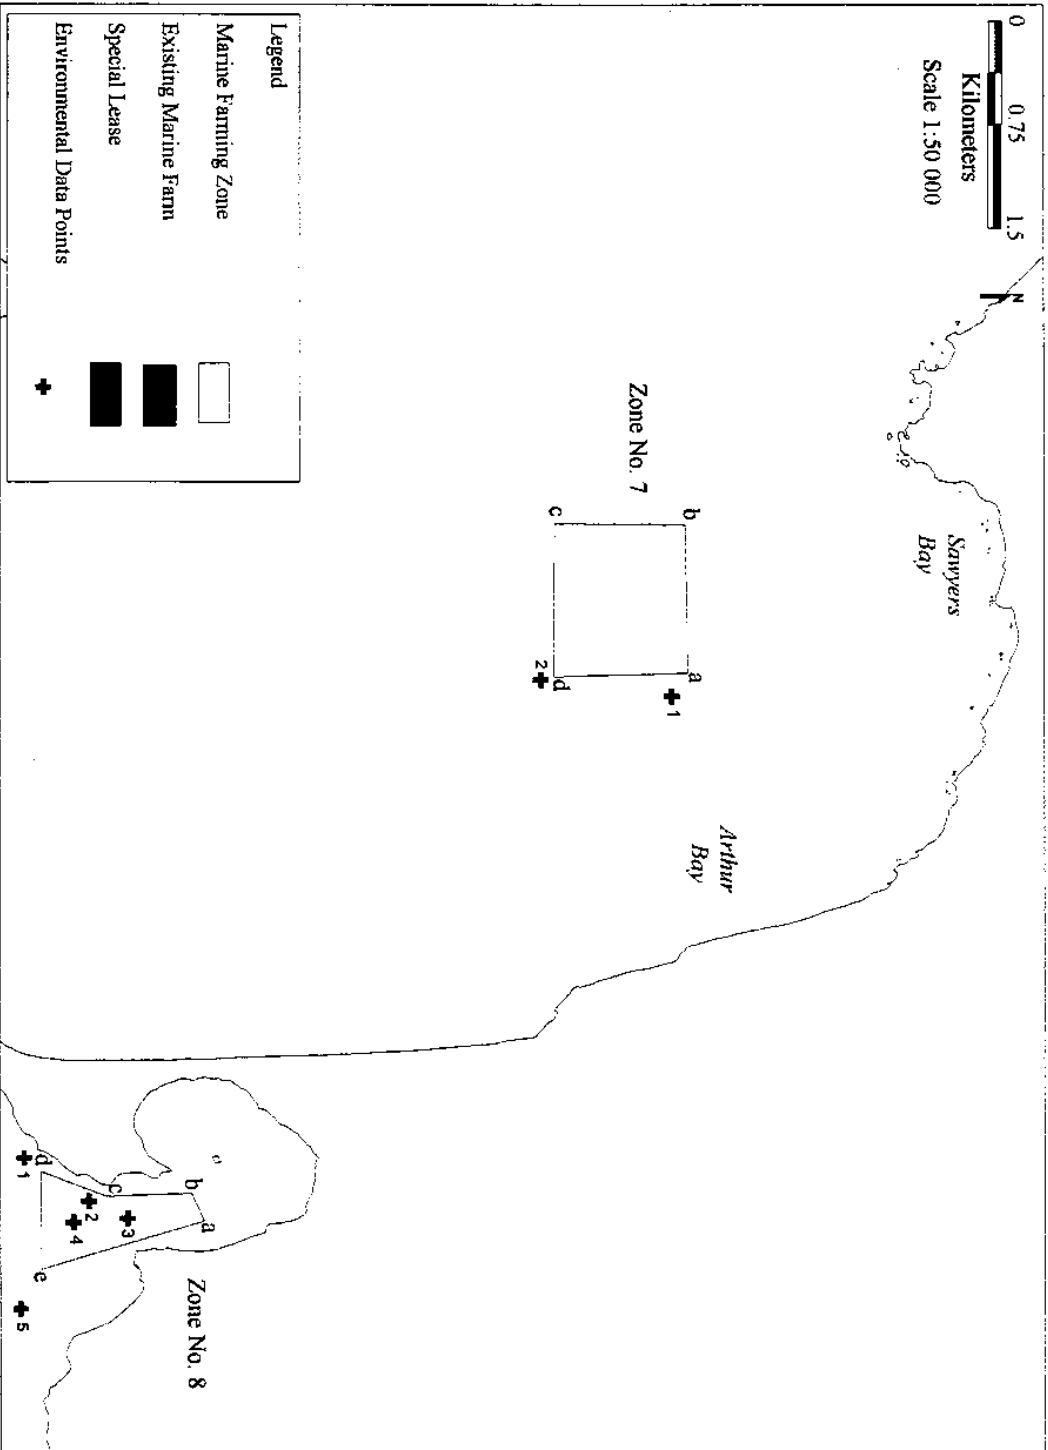 0 0.75 1.5
Kilometers
Scale 1:50 000
N
Sawyers
Bay
Arthur
Bay
Zone No. 7
b
a
c
d
1
2
Zone No. 8
b
a
c
d
e
1
2
3
4
5
Legend
Marine Farming Zone
Existing Marine Farm
Special Lease
Environmental Data Points